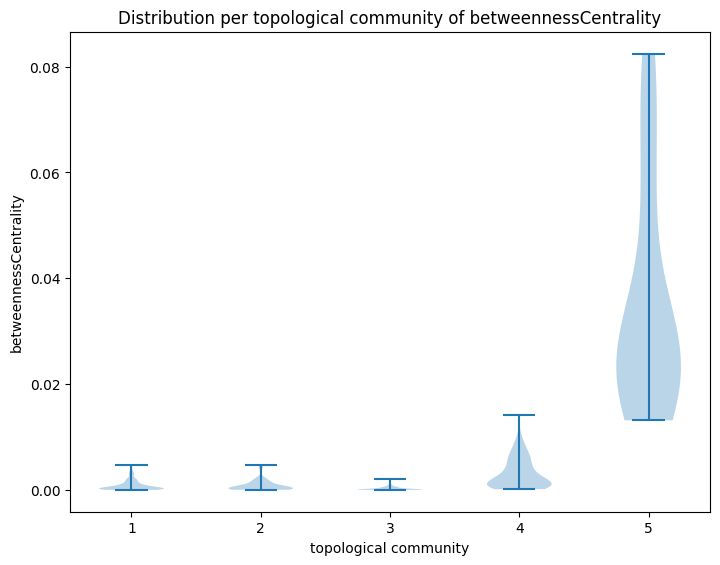 Distribution per topological community of betweennessCentrality
0.08
0.06
0.04
0.02
0.00
betweennessCentrality
1 2 3 4 5
topological community